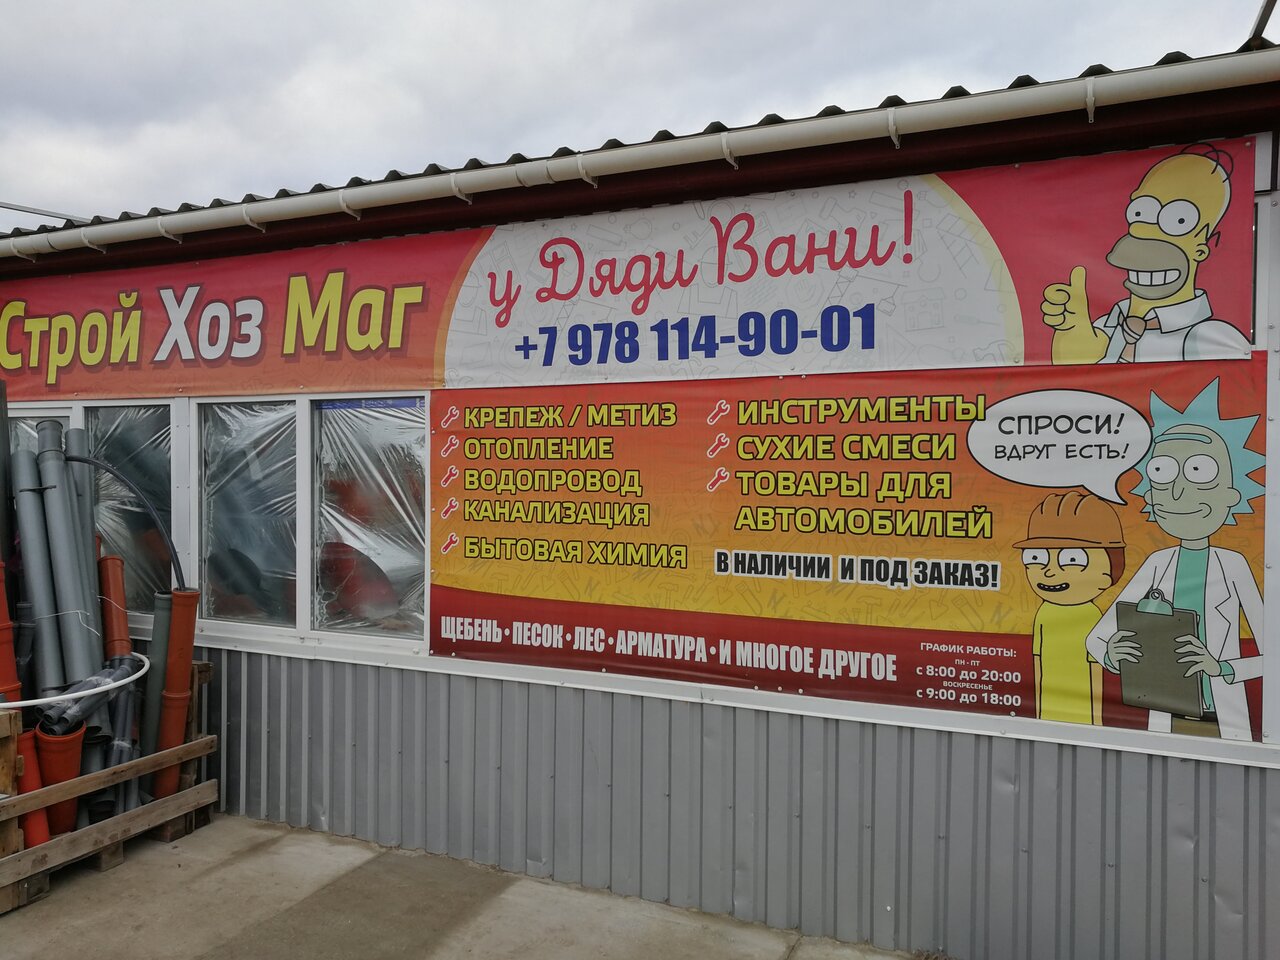 Строй Хоз Маг
у Дяди Вани!
+7 978 114-90-01
КРЕПЕЖ / МЕТИЗ
ОТОПЛЕНИЕ
ВОДОПРОВОД
КАНАЛИЗАЦИЯ
БЫТОВАЯ ХИМИЯ
ИНСТРУМЕНТЫ
СУХИЕ СМЕСИ
ТОВАРЫ ДЛЯ
АВТОМОБИЛЕЙ
В НАЛИЧИИ И ПОД ЗАКАЗ!
СПРОСИ!
ВДРУГ ЕСТЬ!
ЩЕБЕНЬ • ПЕСОК • ЛЕС • АРМАТУРА • И МНОГОЕ ДРУГОЕ
ГРАФИК РАБОТЫ:
ПН - ПТ
с 8:00 до 20:00
ВОСКРЕСЕНЬЕ
с 9:00 до 18:00